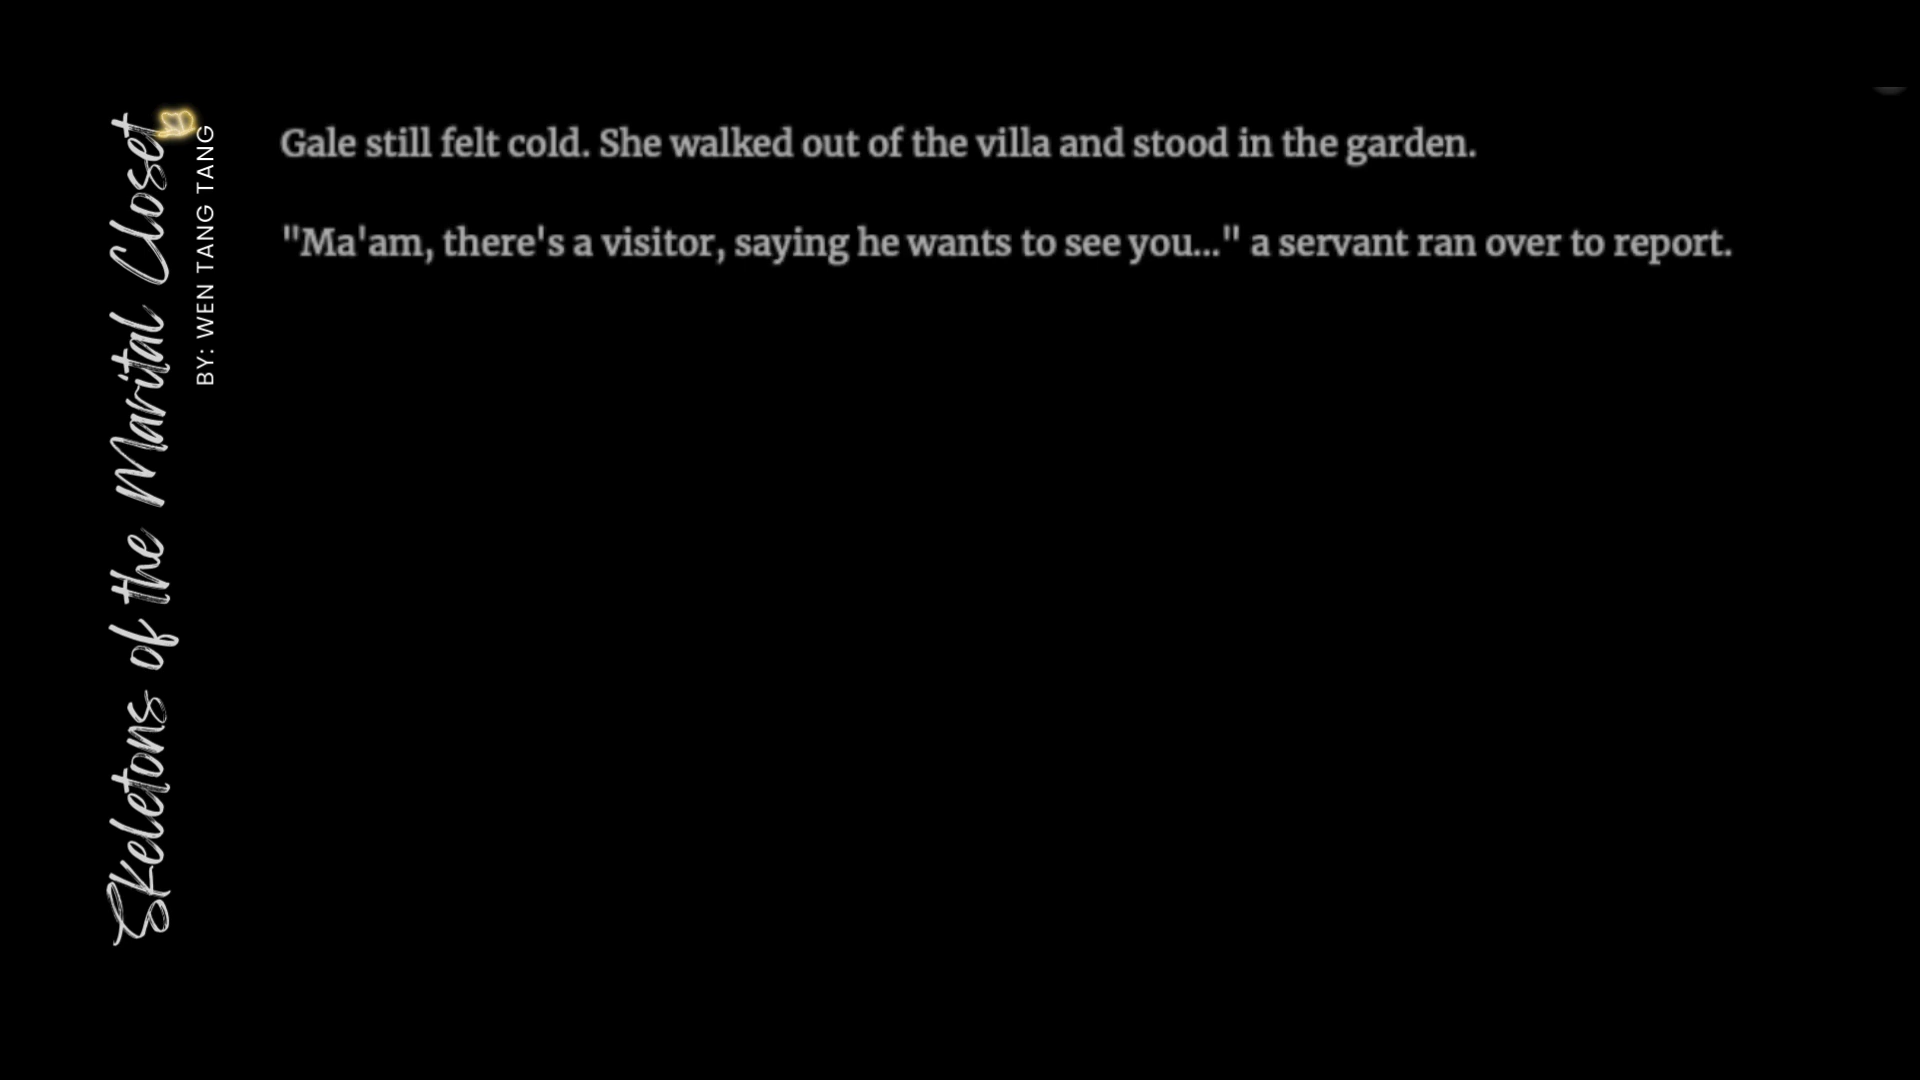 Skeletons of the Marital Closet
BY: WEN TANG TANG
Gale still felt cold. She walked out of the villa and stood in the garden.
"Ma'am, there's a visitor, saying he wants to see you..." a servant ran over to report.